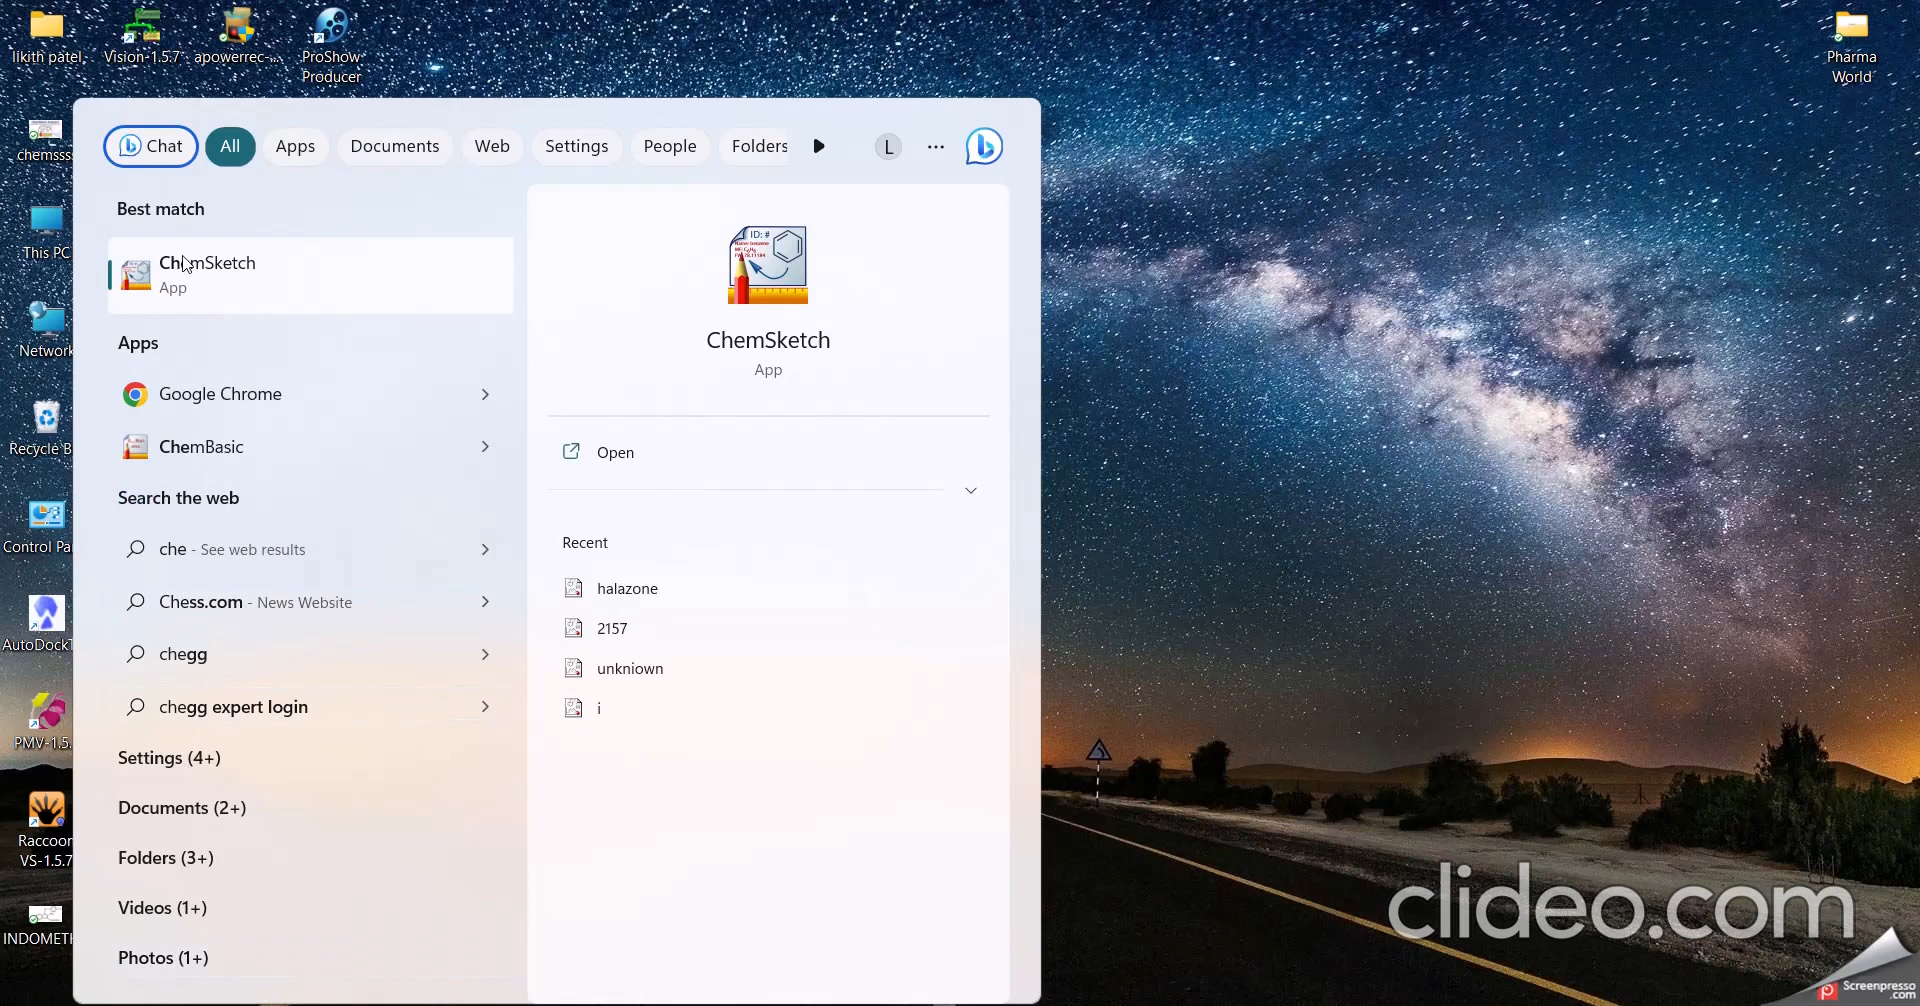 likith patel
Vision-1.5.7
apowerrec-...
ProShow
Producer
Pharma
World
chemssss
This PC
Network
Recycle B
Control Pa
AutoDockT
PMV-1.5.
Raccoon
VS-1.5.7
INDOMETH
Chat
All
Apps
Documents
Web
Settings
People
Folders
L
Best match
ChemSketch
App
Apps
Google Chrome
ChemBasic
Search the web
che - See web results
Chess.com - News Website
chegg
chegg expert login
Settings (4+)
Documents (2+)
Folders (3+)
Videos (1+)
Photos (1+)
ID: #
ChemSketch
App
Open
Recent
halazone
2157
unkniown
i
clideo.com
Screenpresso
.com